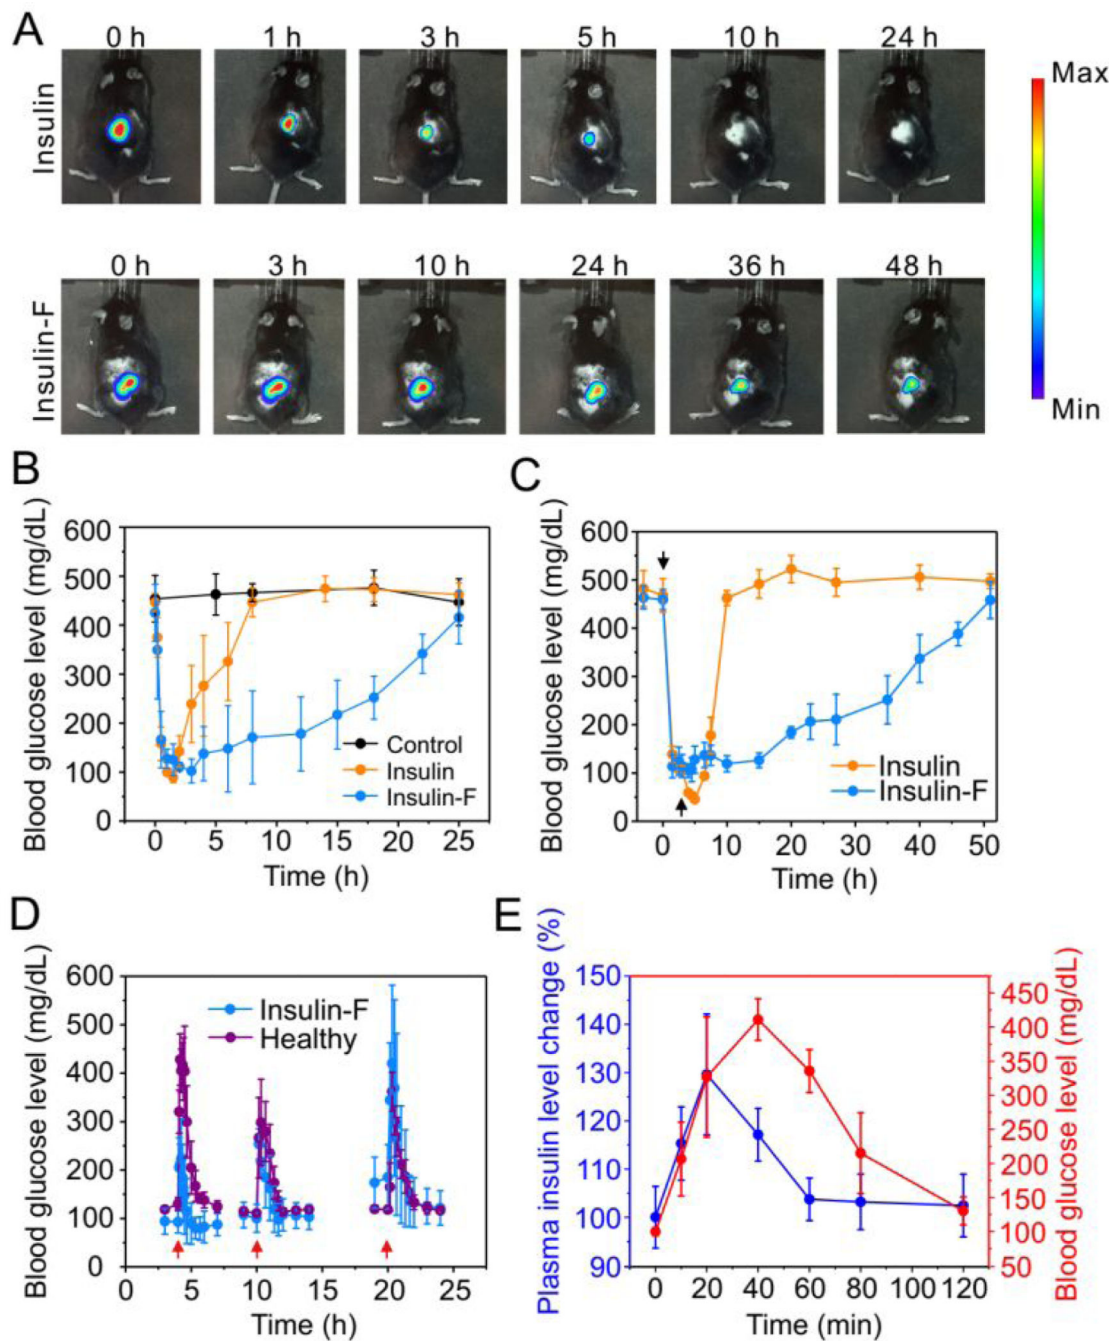 A
0 h 1 h 3 h 5 h 10 h 24 h
Insulin
Max
0 h 3 h 10 h 24 h 36 h 48 h
Insulin-F
Min
B
Blood glucose level (mg/dL)
600
500
400
300
200
100
0
Control
Insulin
Insulin-F
0 5 10 15 20 25
Time (h)
C
Blood glucose level (mg/dL)
600
500
400
300
200
100
0
Insulin
Insulin-F
0 10 20 30 40 50
Time (h)
D
Blood glucose level (mg/dL)
600
500
400
300
200
100
0
Insulin-F
Healthy
0 5 10 15 20 25
Time (h)
E
Plasma insulin level change (%)
150
140
130
120
110
100
90
Blood glucose level (mg/dL)
450
400
350
300
250
200
150
100
50
0 20 40 60 80 100 120
Time (min)